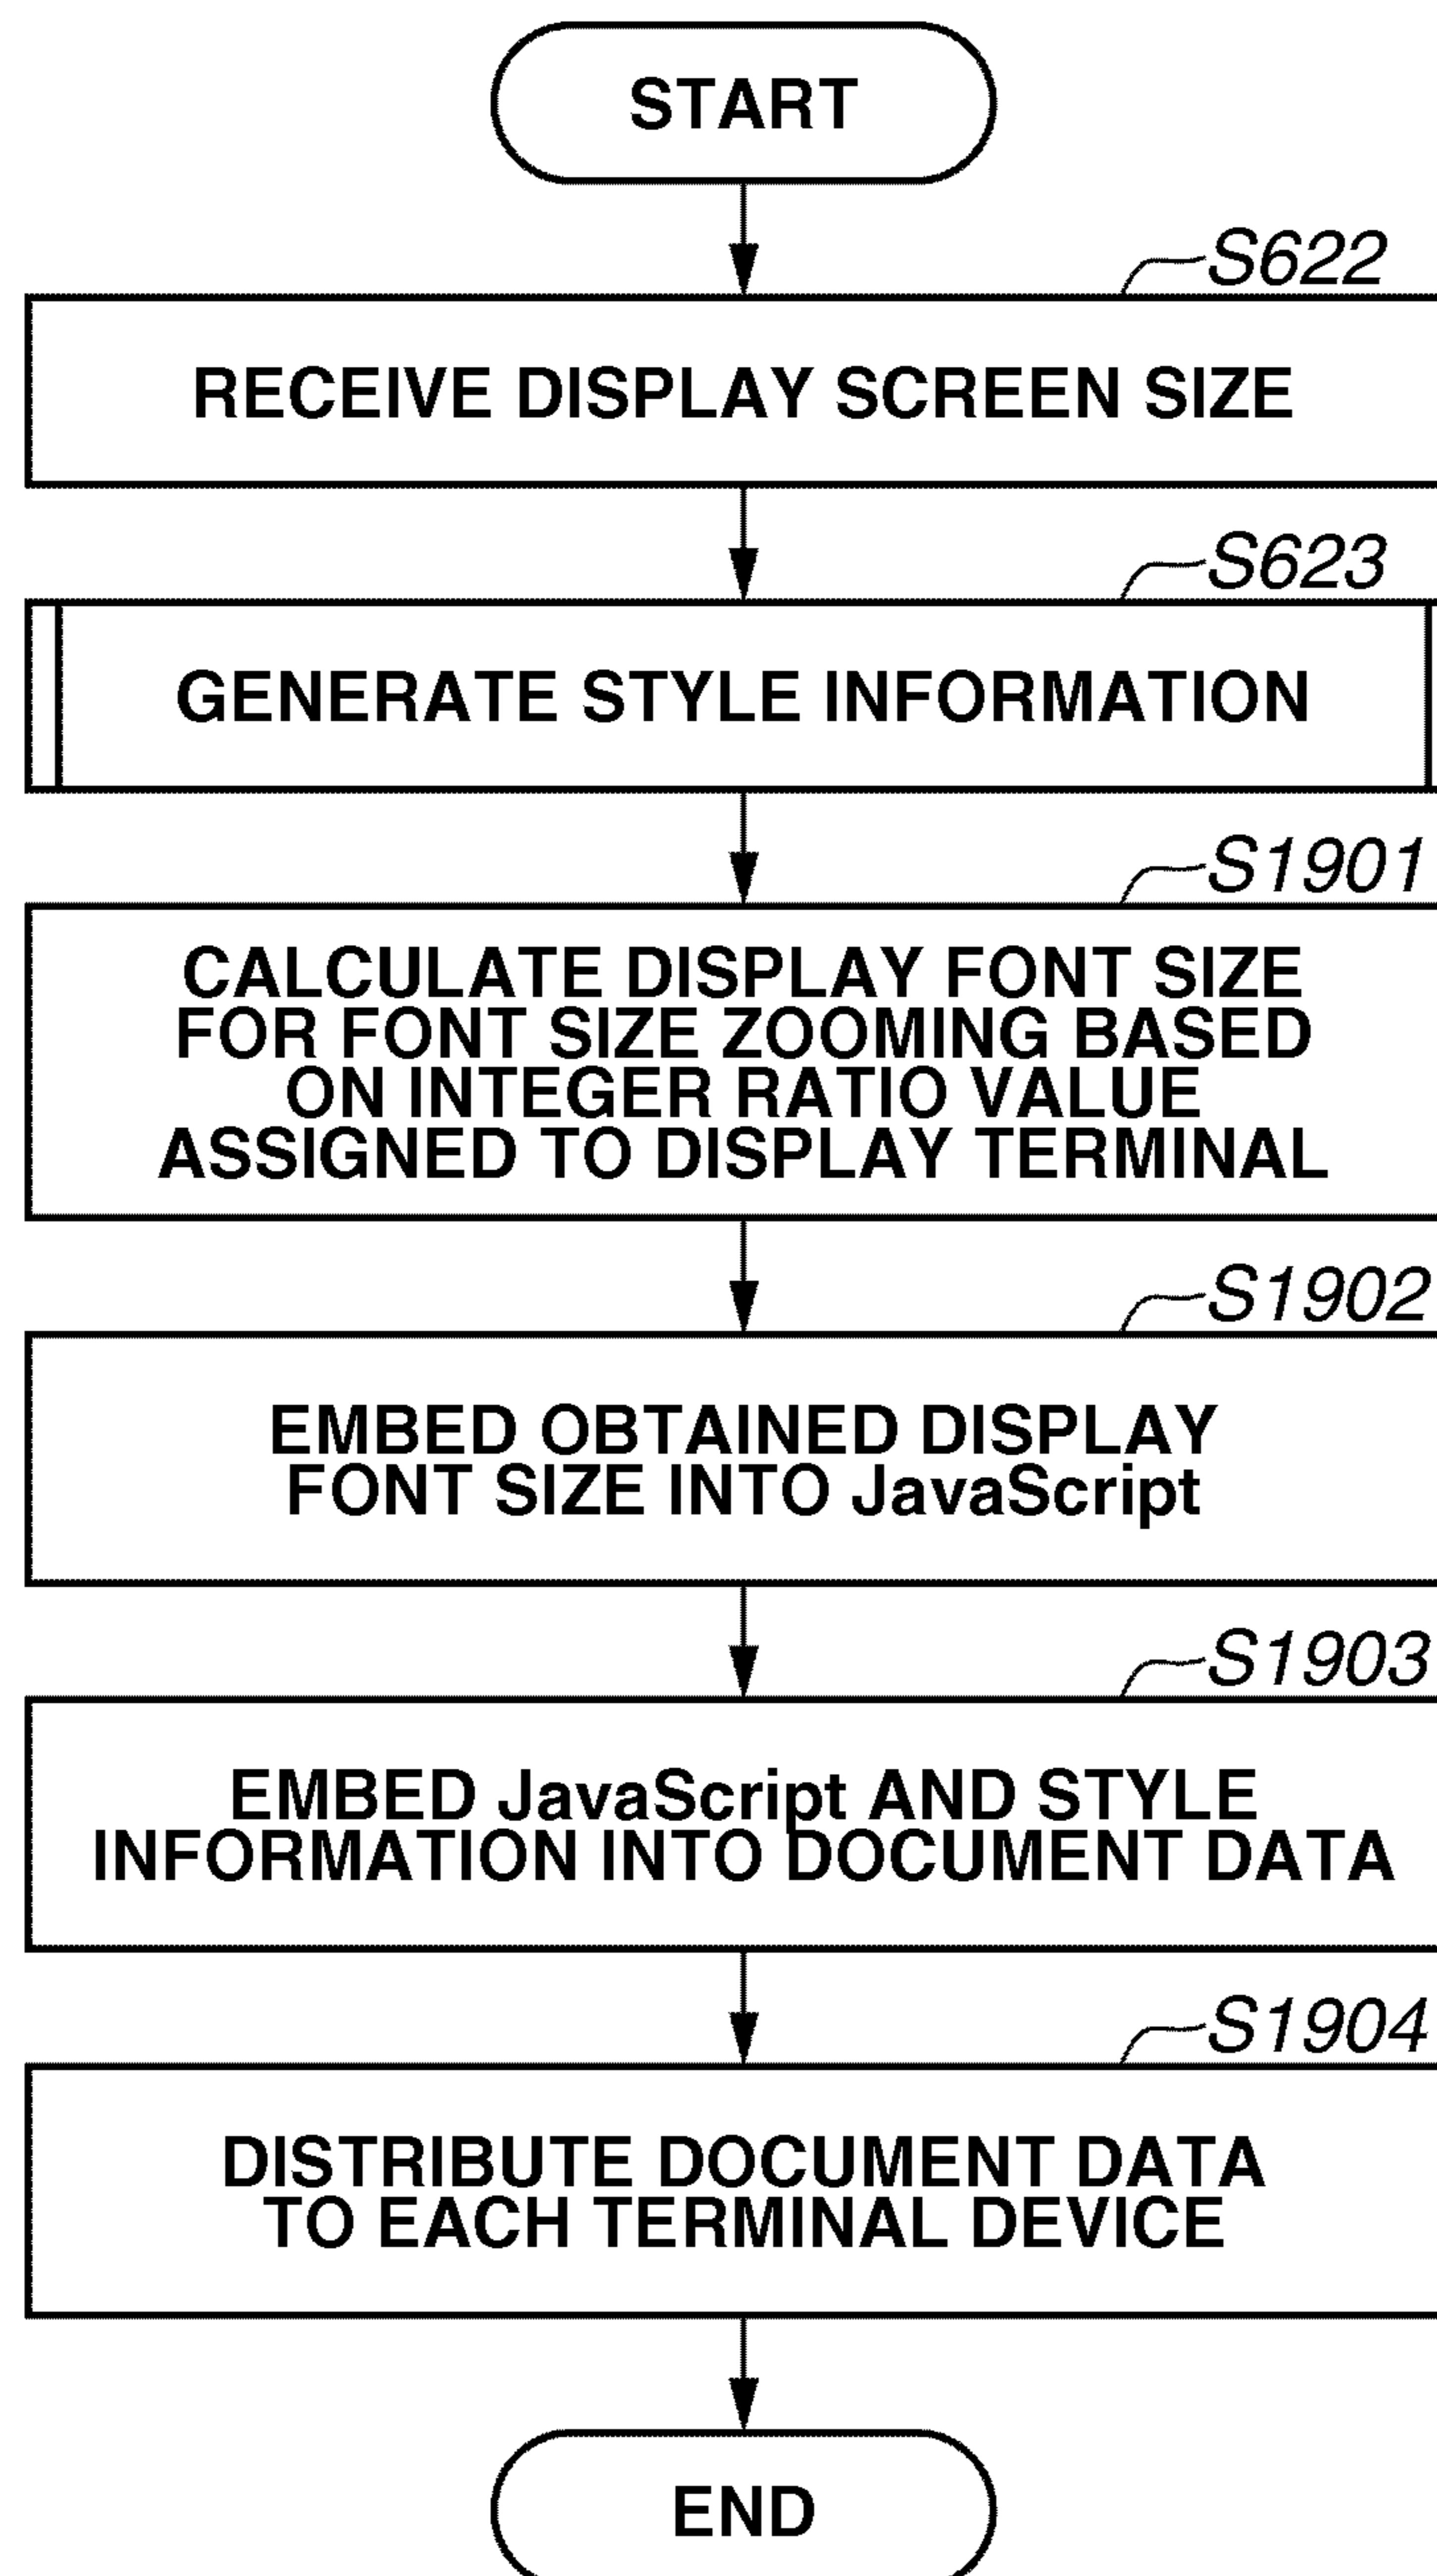 START
S622
RECEIVE DISPLAY SCREEN SIZE
S623
GENERATE STYLE INFORMATION
S1901
CALCULATE DISPLAY FONT SIZE
FOR FONT SIZE ZOOMING BASED
ON INTEGER RATIO VALUE
ASSIGNED TO DISPLAY TERMINAL
S1902
EMBED OBTAINED DISPLAY
FONT SIZE INTO JavaScript
S1903
EMBED JavaScript AND STYLE
INFORMATION INTO DOCUMENT DATA
S1904
DISTRIBUTE DOCUMENT DATA
TO EACH TERMINAL DEVICE
END